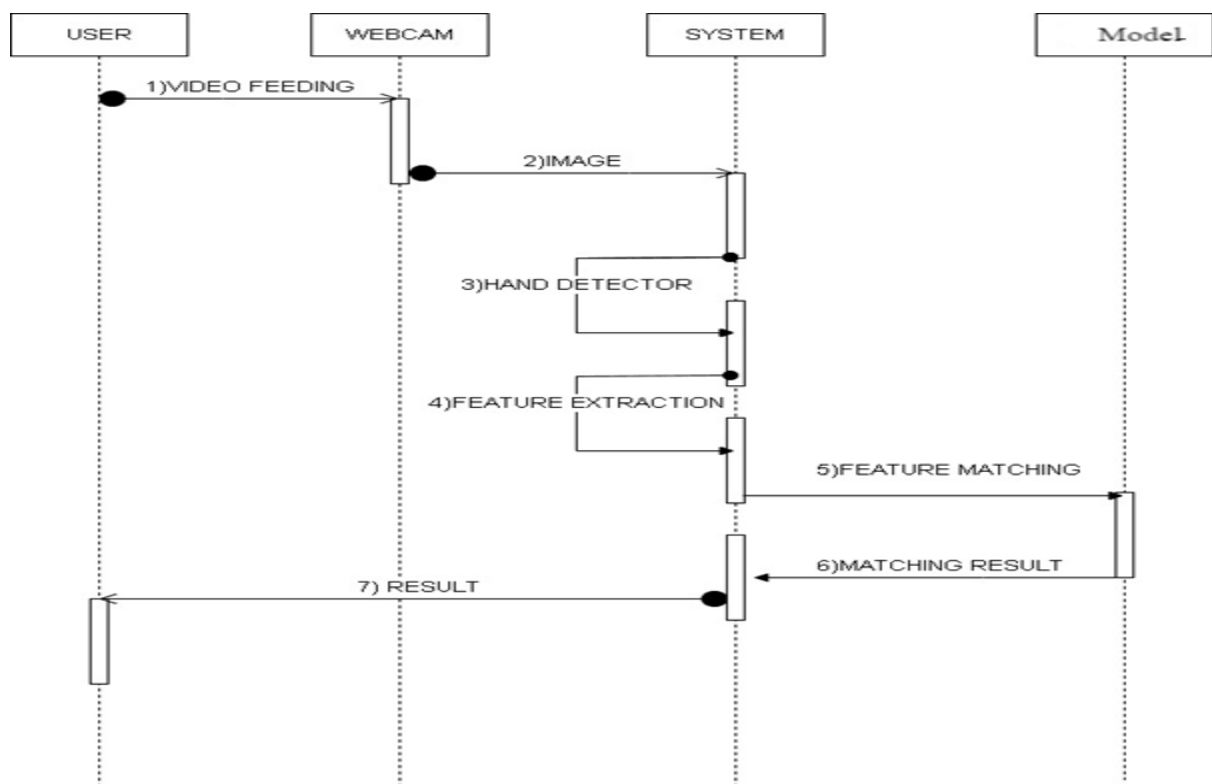 USER
WEBCAM
SYSTEM
Model
1)VIDEO FEEDING
2)IMAGE
3)HAND DETECTOR
4)FEATURE EXTRACTION
5)FEATURE MATCHING
6)MATCHING RESULT
7) RESULT